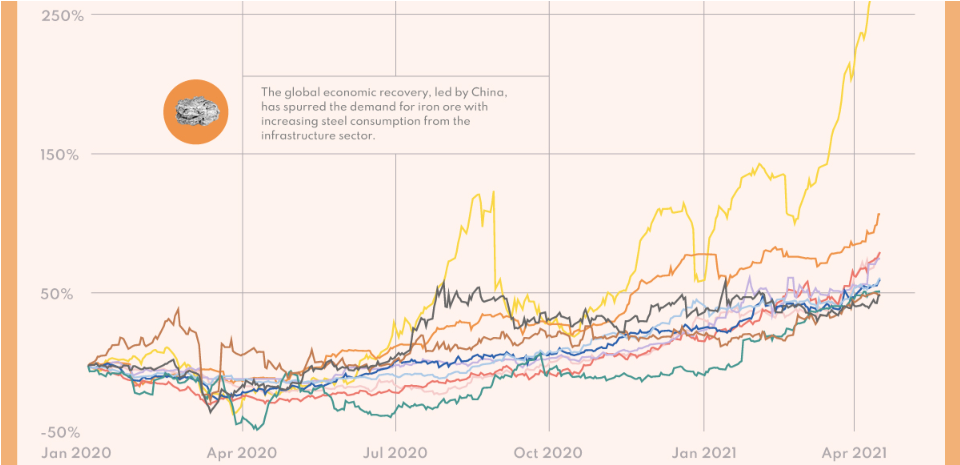 250%
The global economic recovery, led by China,
has spurred the demand for iron ore with
increasing steel consumption from the
infrastructure sector.
150%
50%
-50%
Jan 2020 Apr 2020 Jul 2020 Oct 2020 Jan 2021 Apr 2021